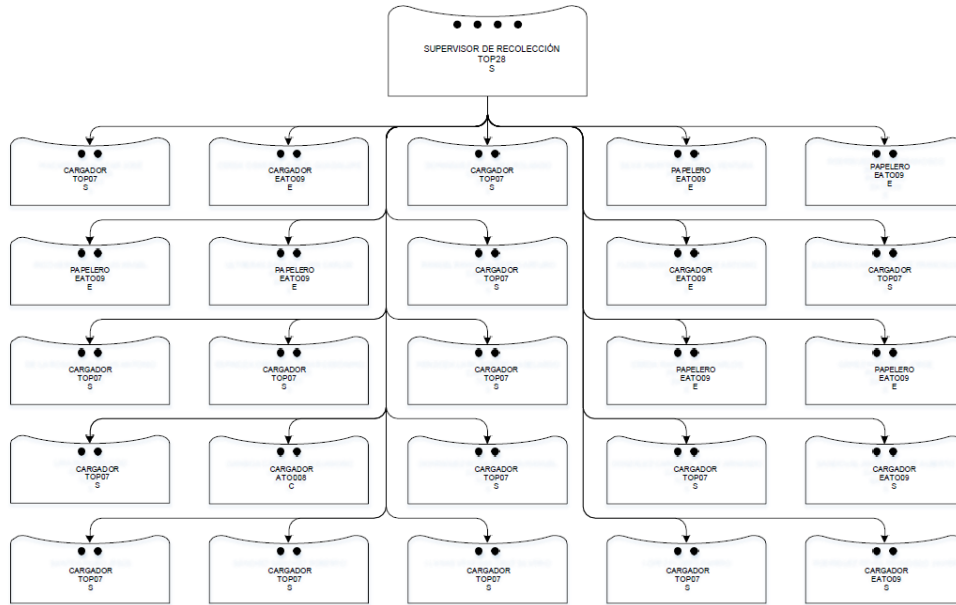 SUPERVISOR DE RECOLECCIÓN
TOP28
S
CARGADOR
TOP07
S
CARGADOR
EATO09
E
CARGADOR
TOP07
S
PAPELERO
EATO09
E
PAPELERO
EATO09
E
PAPELERO
EATO09
E
PAPELERO
EATO09
E
CARGADOR
TOP07
S
CARGADOR
EATO09
E
CARGADOR
TOP07
S
CARGADOR
TOP07
S
CARGADOR
TOP07
S
CARGADOR
TOP07
S
PAPELERO
EATO09
E
PAPELERO
EATO09
E
CARGADOR
TOP07
S
CARGADOR
ATO008
C
CARGADOR
TOP07
S
CARGADOR
TOP07
S
CARGADOR
EATO09
S
CARGADOR
TOP07
S
CARGADOR
TOP07
S
CARGADOR
TOP07
S
CARGADOR
TOP07
S
CARGADOR
EATO09
S